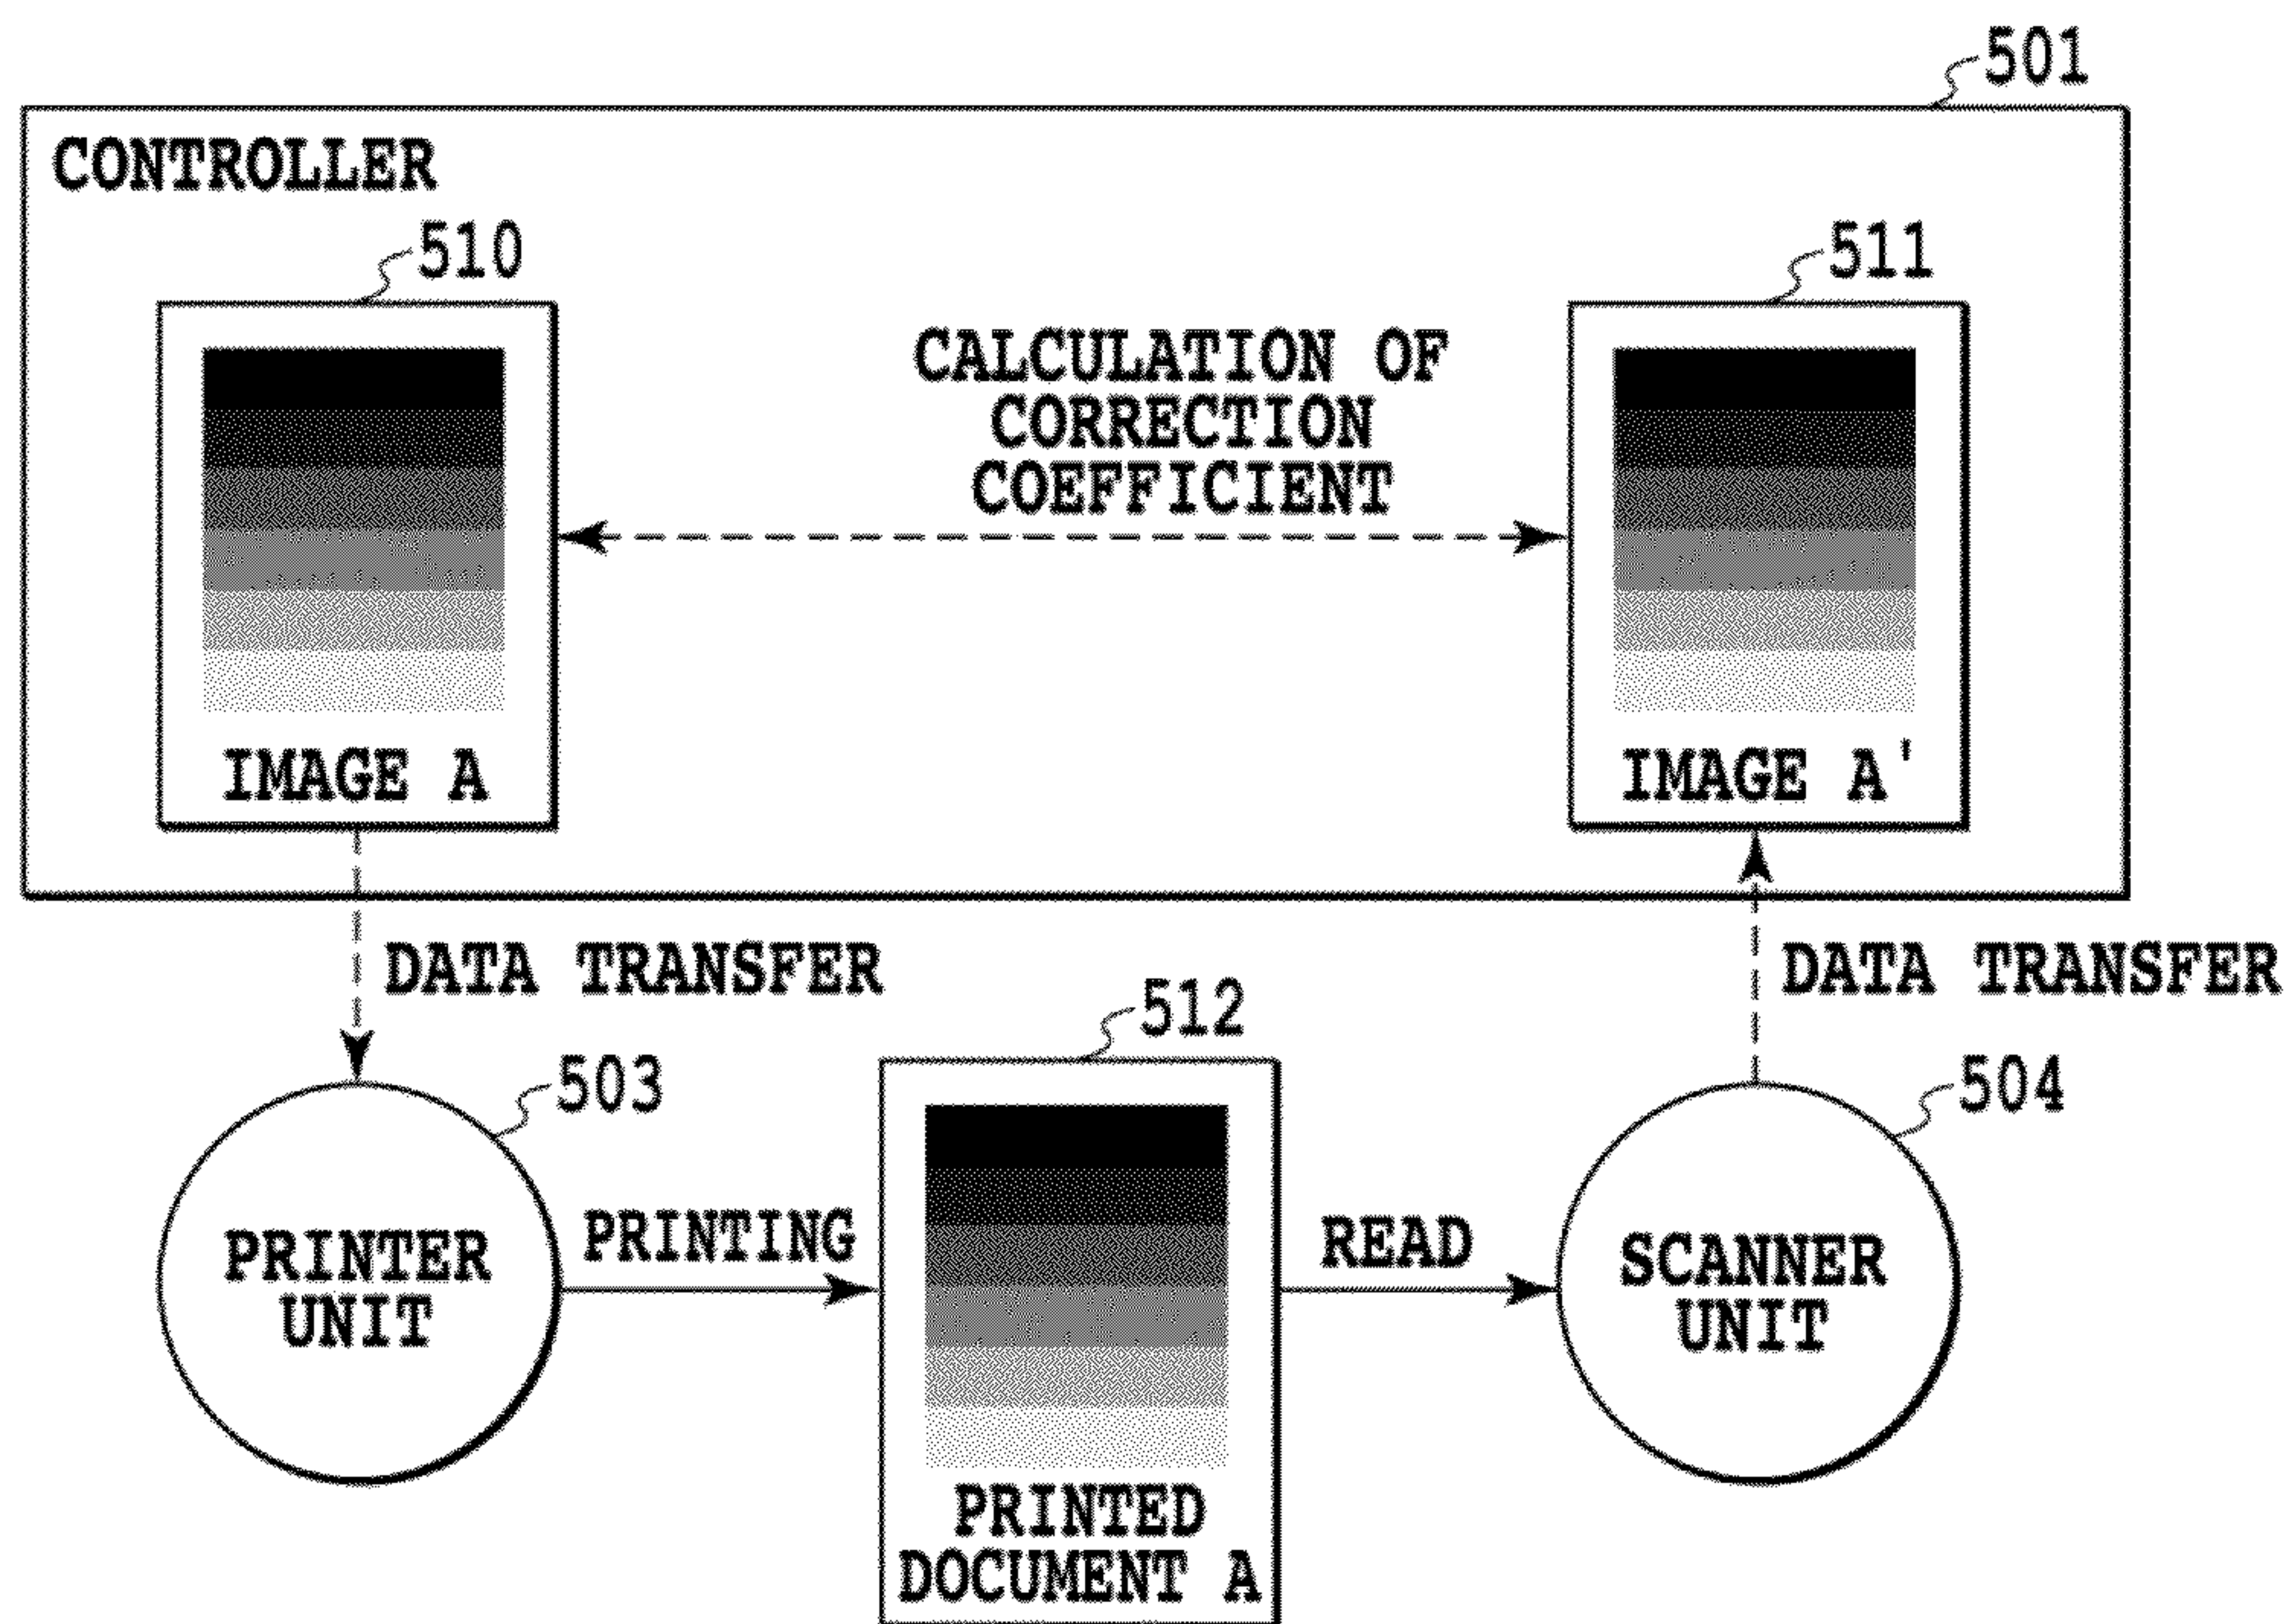 501
CONTROLLER
510
511
CALCULATION OF
CORRECTION
COEFFICIENT
IMAGE A
IMAGE A'
DATA TRANSFER
DATA TRANSFER
512
503
504
PRINTER
UNIT
PRINTING
READ
SCANNER
UNIT
PRINTED
DOCUMENT A